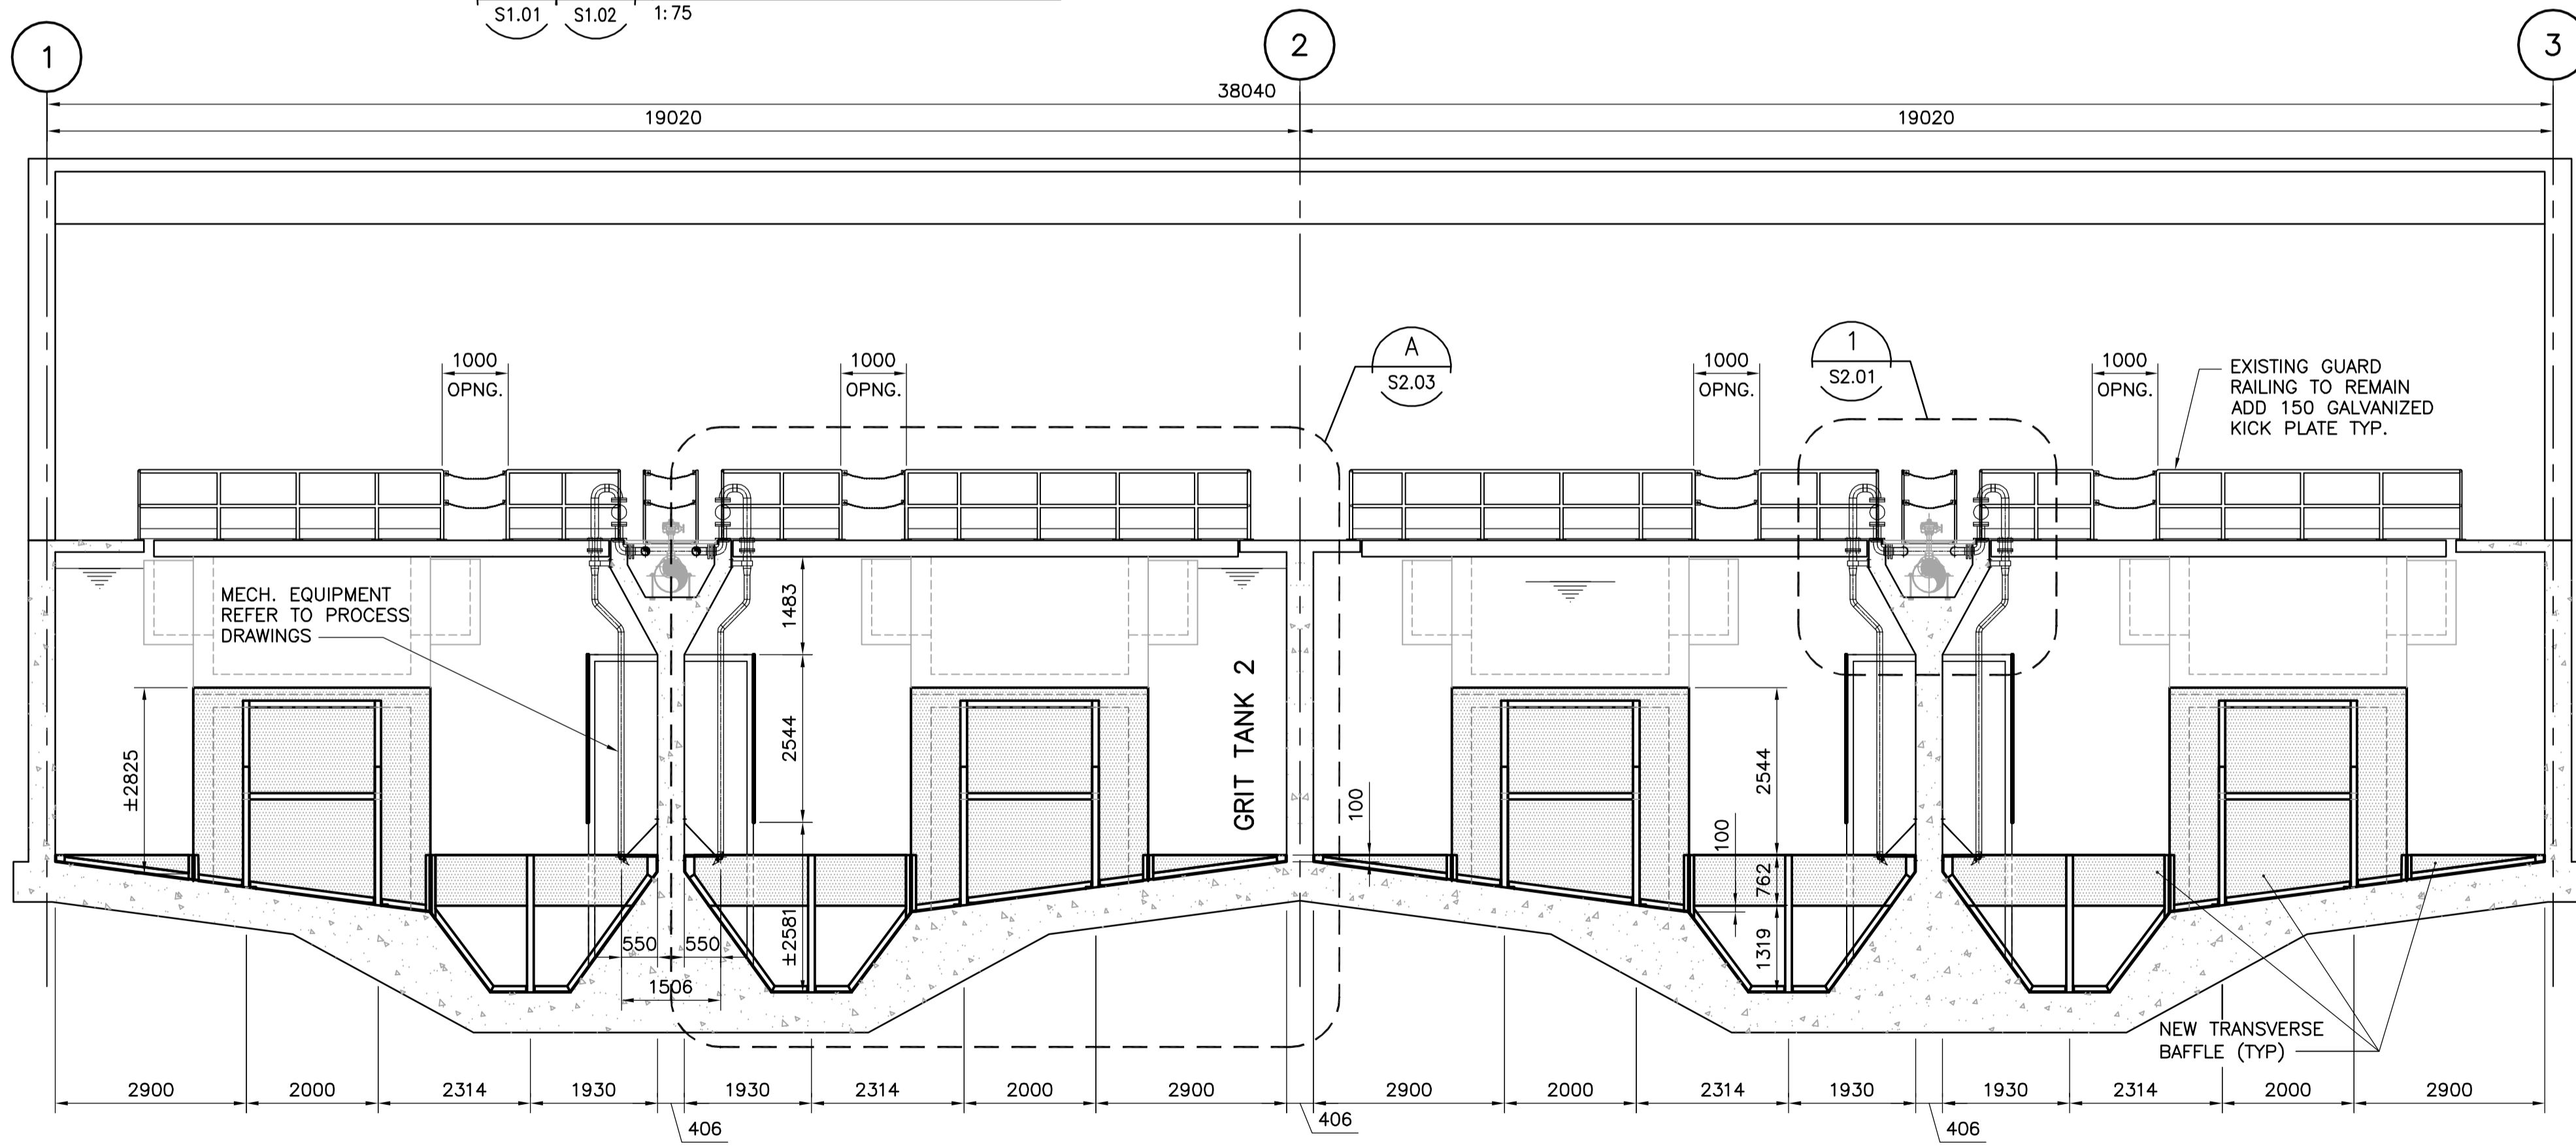 S1.01 S1.02 1:75
1 2 3
38040
19020 19020
A
S2.03
1
S2.01
1000
OPNG.
1000
OPNG.
1000
OPNG.
1000
OPNG.
EXISTING GUARD
RAILING TO REMAIN
ADD 150 GALVANIZED
KICK PLATE TYP.
MECH. EQUIPMENT
REFER TO PROCESS
DRAWINGS
1483
2544
±2825
±2581
550 550
1506
GRIT TANK 2
100
2544
100
762
1319
NEW TRANSVERSE
BAFFLE (TYP)
2900 2000 2314 1930 1930 2314 2000 2900 2900 2000 2314 1930 1930 2314 2000 2900
406 406 406